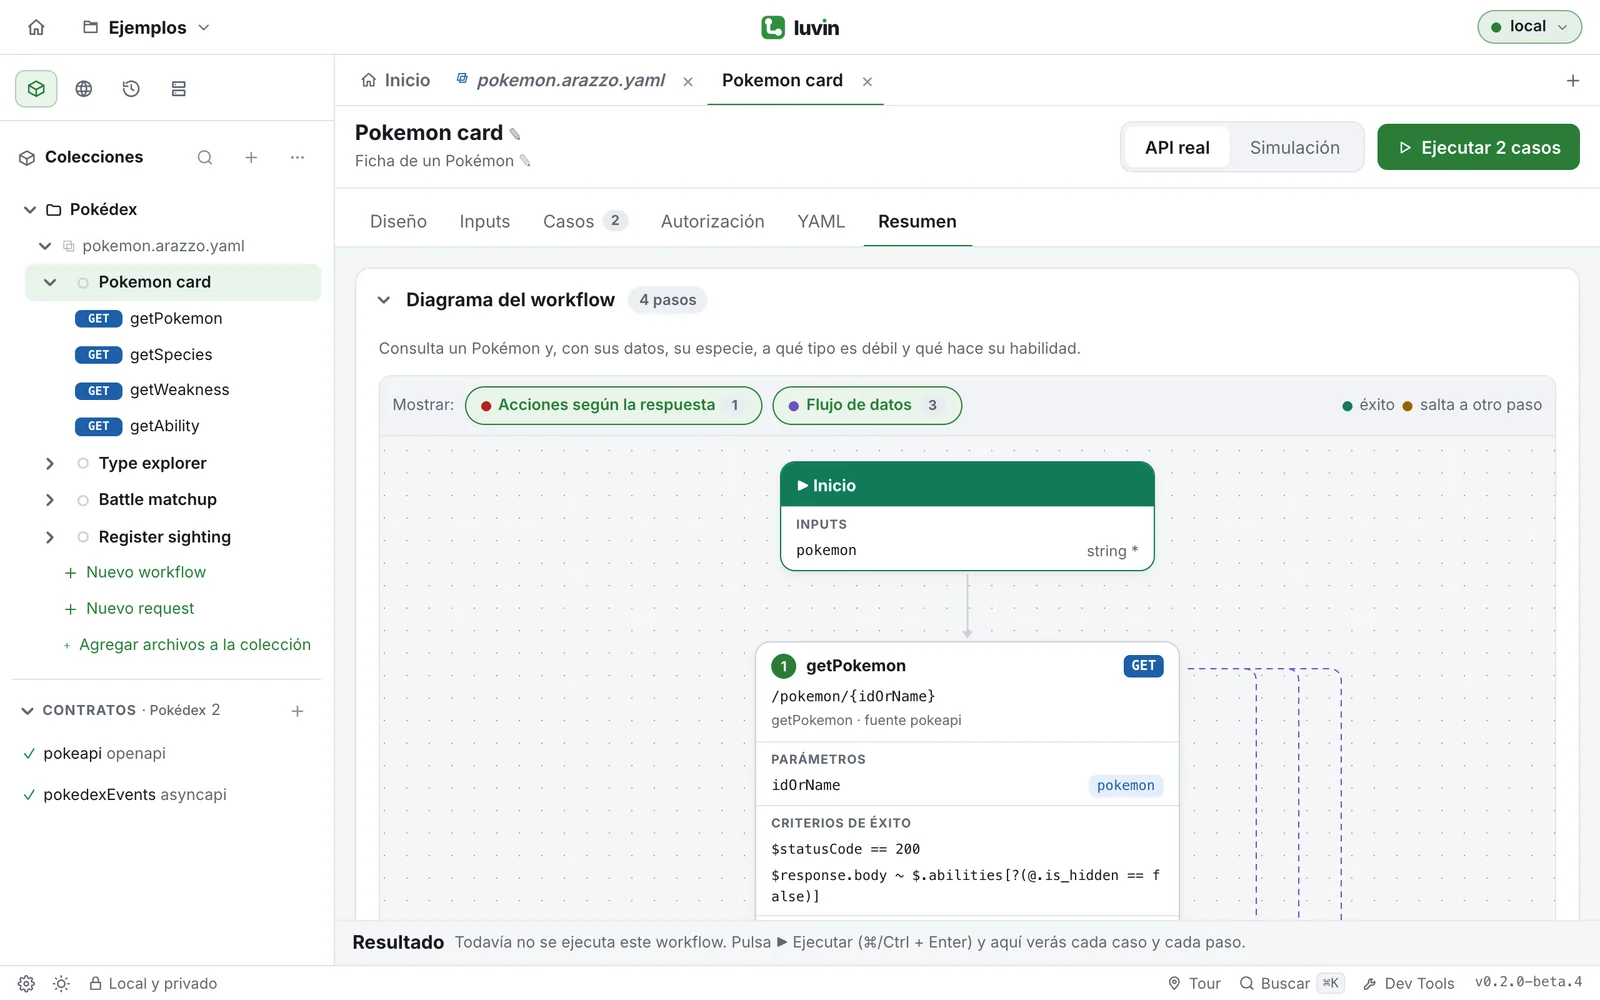 Ejemplos
luvin
local
Inicio
pokemon.arazzo.yaml
Pokemon card
Colecciones
Pokédex
pokemon.arazzo.yaml
Pokemon card
GET getPokemon
GET getSpecies
GET getWeakness
GET getAbility
Type explorer
Battle matchup
Register sighting
+ Nuevo workflow
+ Nuevo request
+ Agregar archivos a la colección
CONTRATOS · Pokédex 2
pokeapi openapi
pokedexEvents asyncapi
Pokemon card
Ficha de un Pokémon
API real
Simulación
Ejecutar 2 casos
Diseño
Inputs
Casos 2
Autorización
YAML
Resumen
Diagrama del workflow 4 pasos
Consulta un Pokémon y, con sus datos, su especie, a qué tipo es débil y qué hace su habilidad.
Mostrar: Acciones según la respuesta 1 Flujo de datos 3 éxito salta a otro paso
Inicio
INPUTS
pokemon string *
1 getPokemon GET
/pokemon/{idOrName}
getPokemon · fuente pokeapi
PARÁMETROS
idOrName pokemon
CRITERIOS DE ÉXITO
$statusCode == 200
$response.body ~ $.abilities[?(@.is_hidden == f
alse)]
Resultado Todavía no se ejecuta este workflow. Pulsa ▶ Ejecutar (⌘/Ctrl + Enter) y aquí verás cada caso y cada paso.
Local y privado
Tour
Buscar ⌘K
Dev Tools
v0.2.0-beta.4